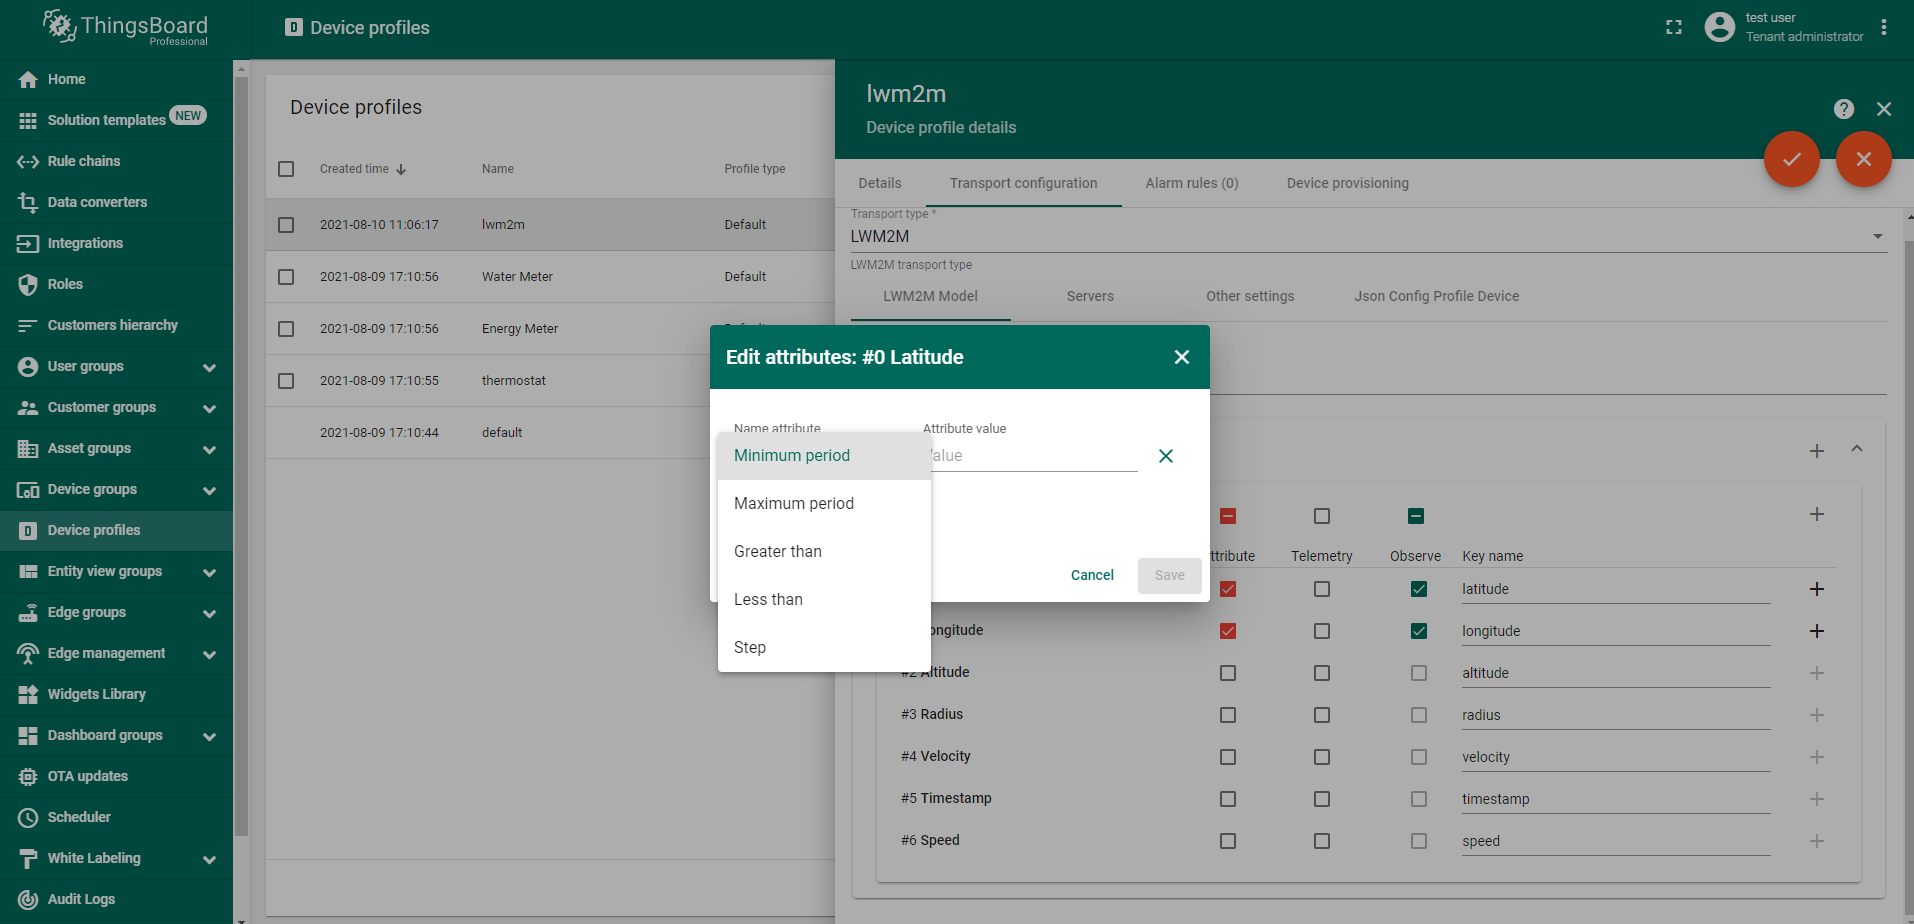 ThingsBoard
Professional
Device profiles
test user
Tenant administrator
Home
Solution templates NEW
Rule chains
Data converters
Integrations
Roles
Customers hierarchy
User groups
Customer groups
Asset groups
Device groups
Device profiles
Entity view groups
Edge groups
Edge management
Widgets Library
Dashboard groups
OTA updates
Scheduler
White Labeling
Audit Logs
Device profiles
Created time Name Profile type
2021-08-10 11:06:17 lwm2m Default
2021-08-09 17:10:56 Water Meter Default
2021-08-09 17:10:56 Energy Meter
2021-08-09 17:10:55 thermostat
2021-08-09 17:10:44 default
lwm2m
Device profile details
Details Transport configuration Alarm rules (0) Device provisioning
Transport type *
LWM2M
LWM2M transport type
LWM2M Model Servers Other settings Json Config Profile Device
Edit attributes: #0 Latitude
Name attribute Attribute value
Minimum period
Maximum period
Greater than
Less than
Step
Cancel Save
Telemetry Observe Key name
latitude
longitude
#2 Altitude altitude
#3 Radius radius
#4 Velocity velocity
#5 Timestamp timestamp
#6 Speed speed